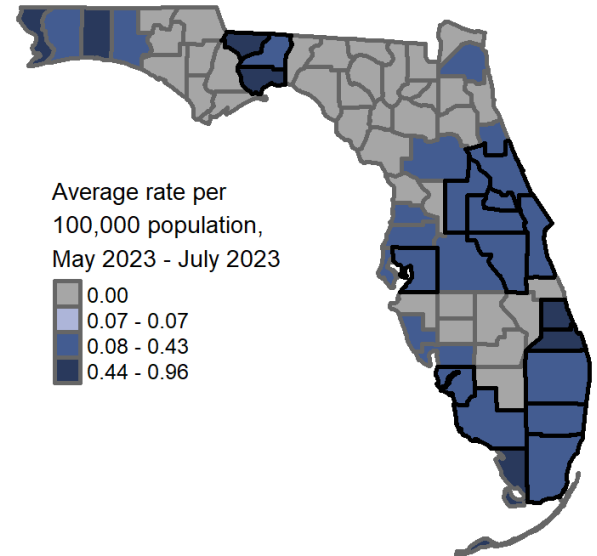 Average rate per
100,000 population,
May 2023 - July 2023
0.00
0.07 - 0.07
0.08 - 0.43
0.44 - 0.96